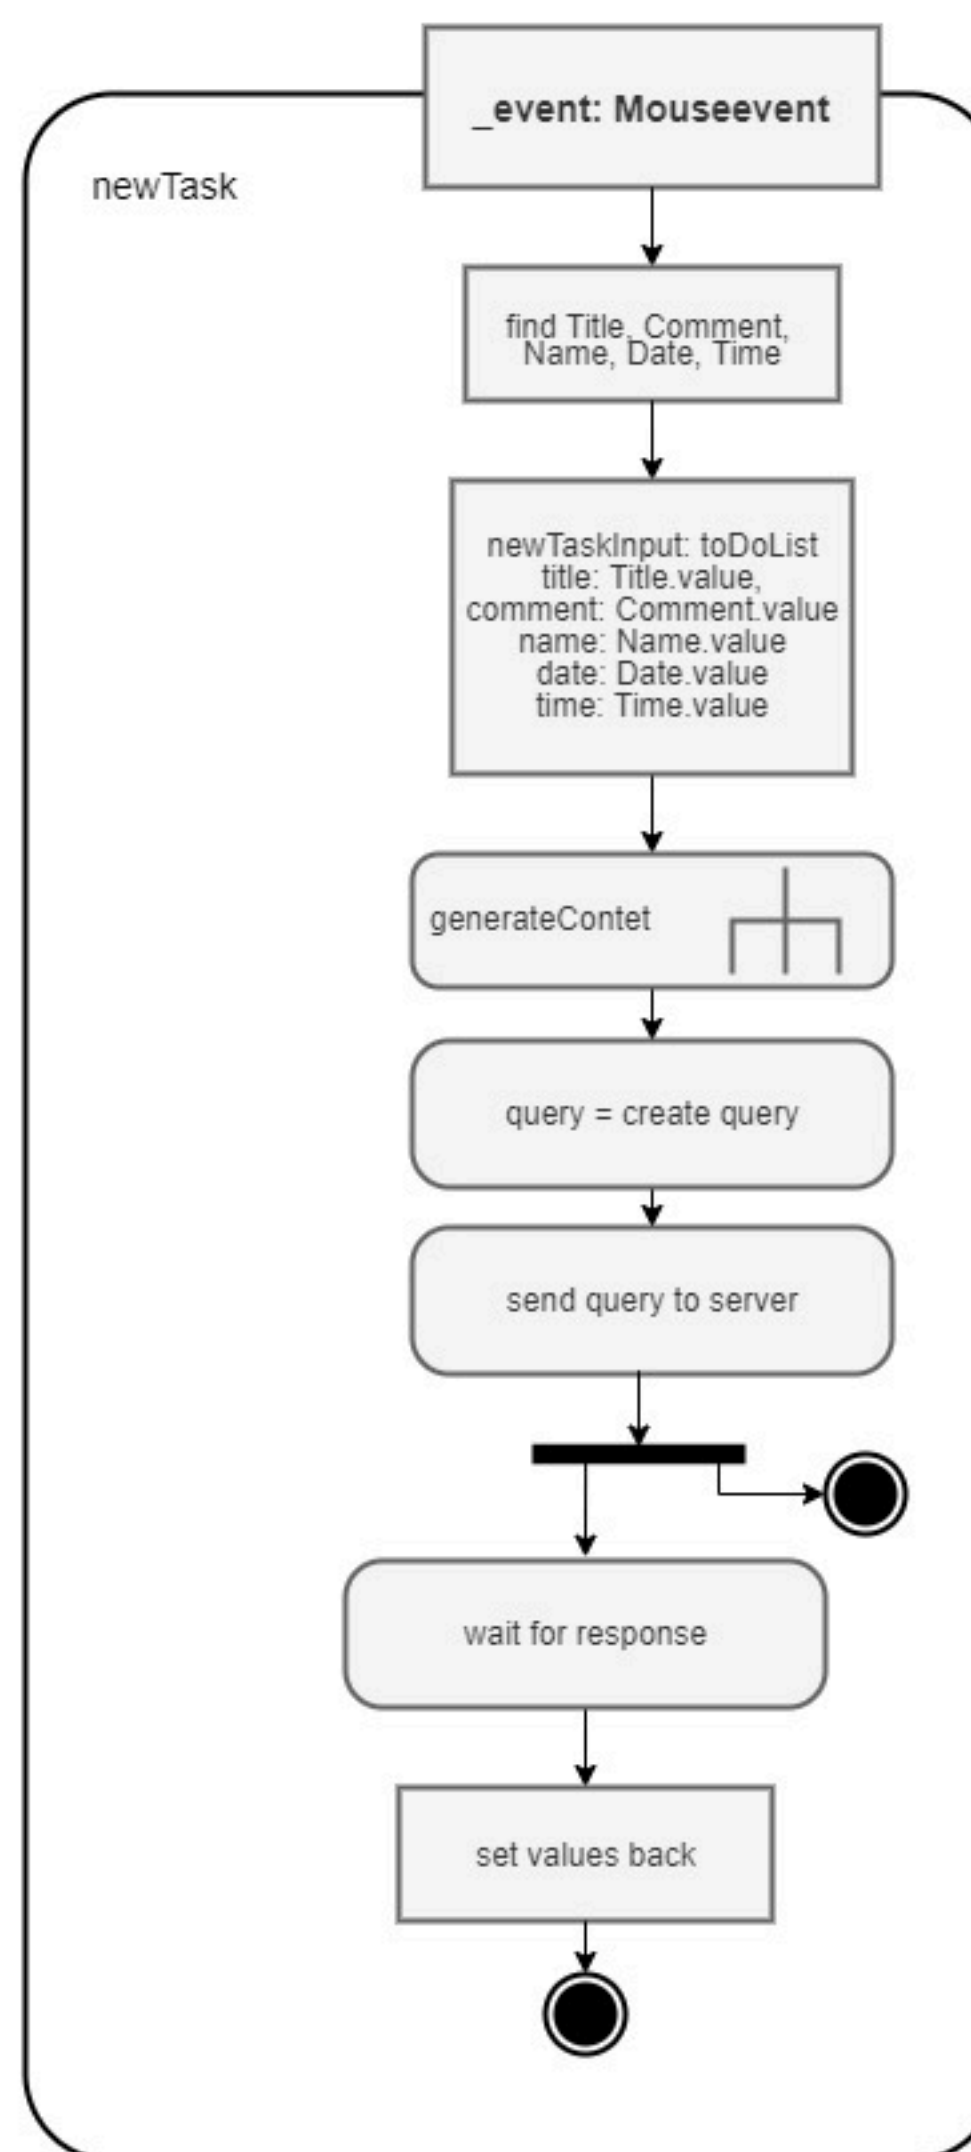 _event: Mouseevent
newTask
find Title, Comment,
Name, Date, Time
newTaskInput: toDoList
title: Title.value,
comment: Comment.value
name: Name.value
date: Date.value
time: Time.value
generateContet
query = create query
send query to server
wait for response
set values back